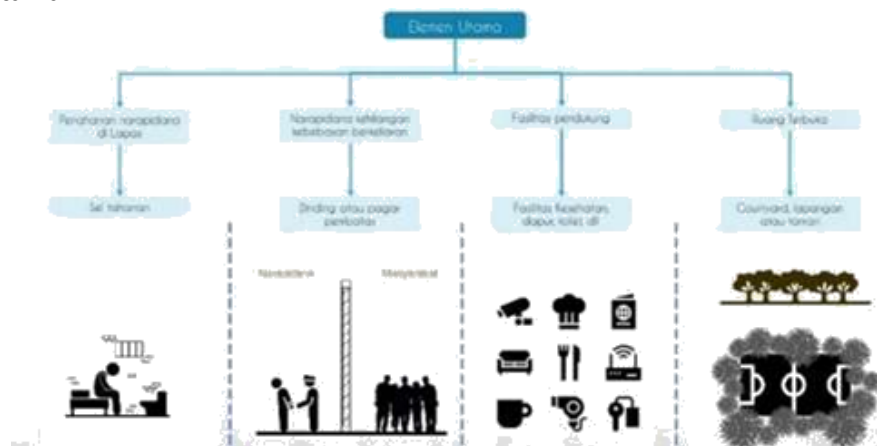 Elemen Utama
Penahanan narapidana
di Lapas
Narapidana kehilangan
kebebasan berkeliaran
Fasilitas pendukung
Ruang Terbuka
Sel tahanan
Dinding atau pagar
pembatas
Fasilitas Kesehatan,
dapur, toilet, dll
Courtyard, lapangan
atau taman
Narapidana
Masyarakat